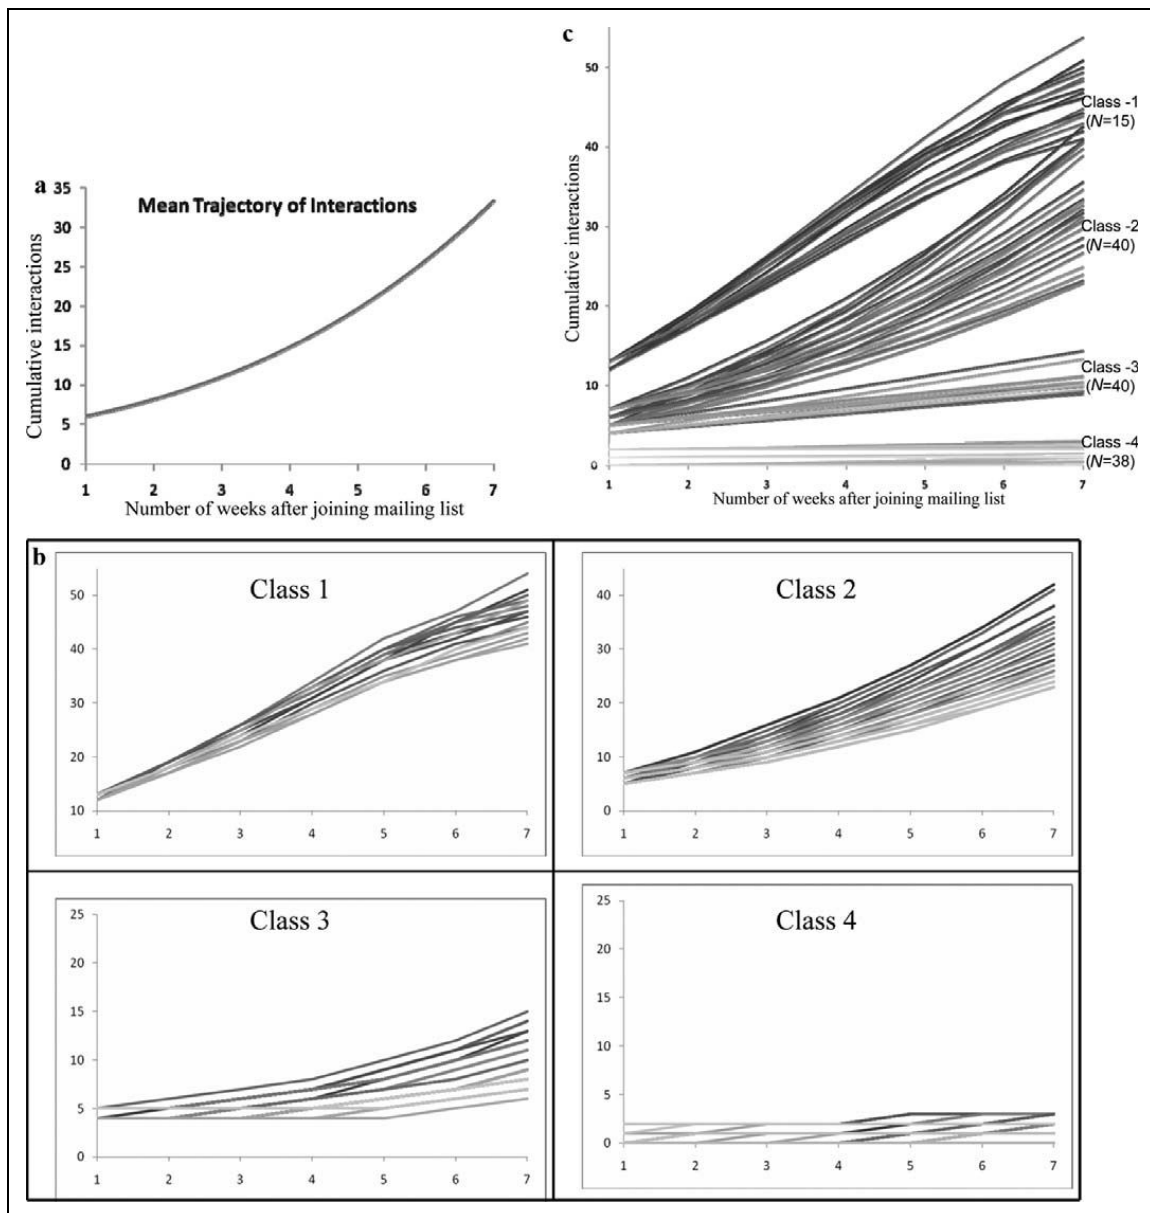 a
35
Mean Trajectory of Interactions
30
25
20
15
10
5
0
Cumulative interactions
1 2 3 4 5 6 7
Number of weeks after joining mailing list
c
50
40
30
20
10
0
Cumulative interactions
Class -1
(N=15)
Class -2
(N=40)
Class -3
(N=40)
Class -4
(N=38)
1 2 3 4 5 6 7
Number of weeks after joining mailing list
b
Class 1
50
40
30
20
10
1 2 3 4 5 6 7
Class 2
40
30
20
10
0
1 2 3 4 5 6 7
Class 3
25
20
15
10
5
0
1 2 3 4 5 6 7
Class 4
25
20
15
10
5
0
1 2 3 4 5 6 7